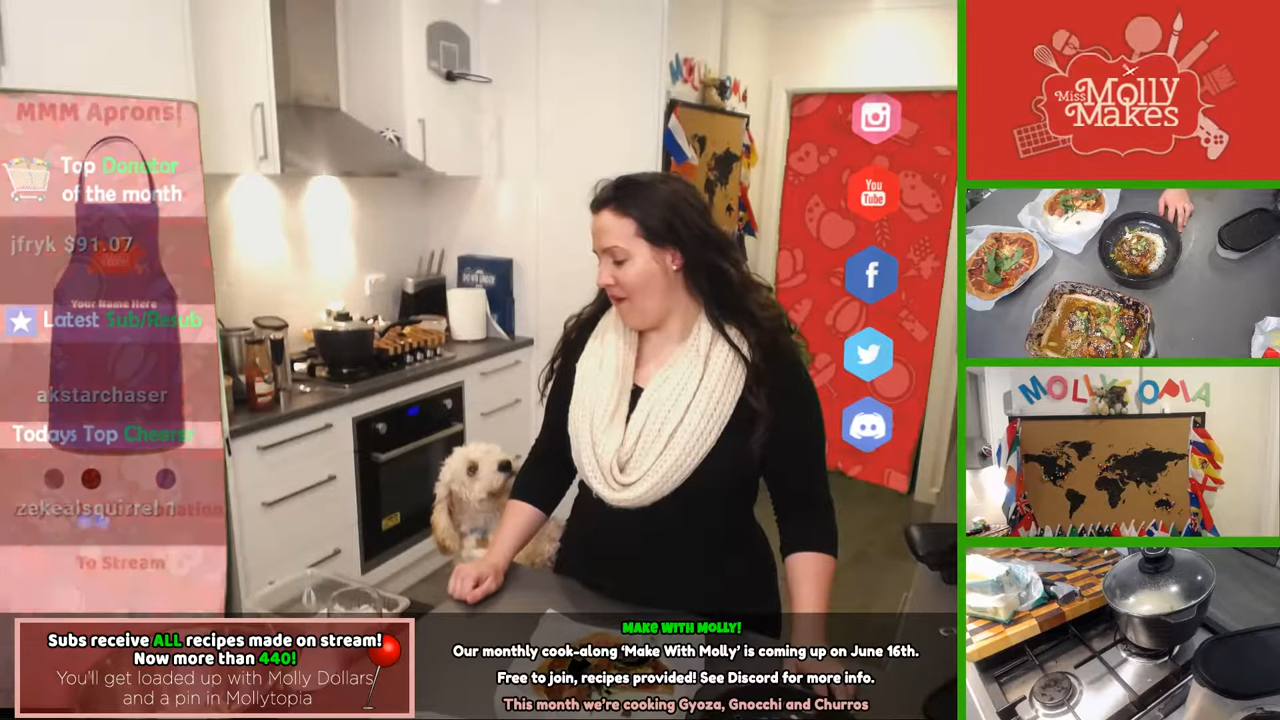 MMM Aprons!
Top Donator
of the month
jfryk $91.07
Your Name Here
Latest Sub/Resub
akstarchaser
Todays Top Cheerer
To Stream
Subs receive ALL recipes made on stream!
Now more than 440!
You'll get loaded up with Molly Dollars
and a pin in Mollytopia
MAKE WITH MOLLY!
Our monthly cook-along 'Make With Molly' is coming up on June 16th.
Free to join, recipes provided! See Discord for more info.
This month we're cooking Gyoza, Gnocchi and Churros
You
Tube
Miss Molly
Makes
MOLLYTOPIA